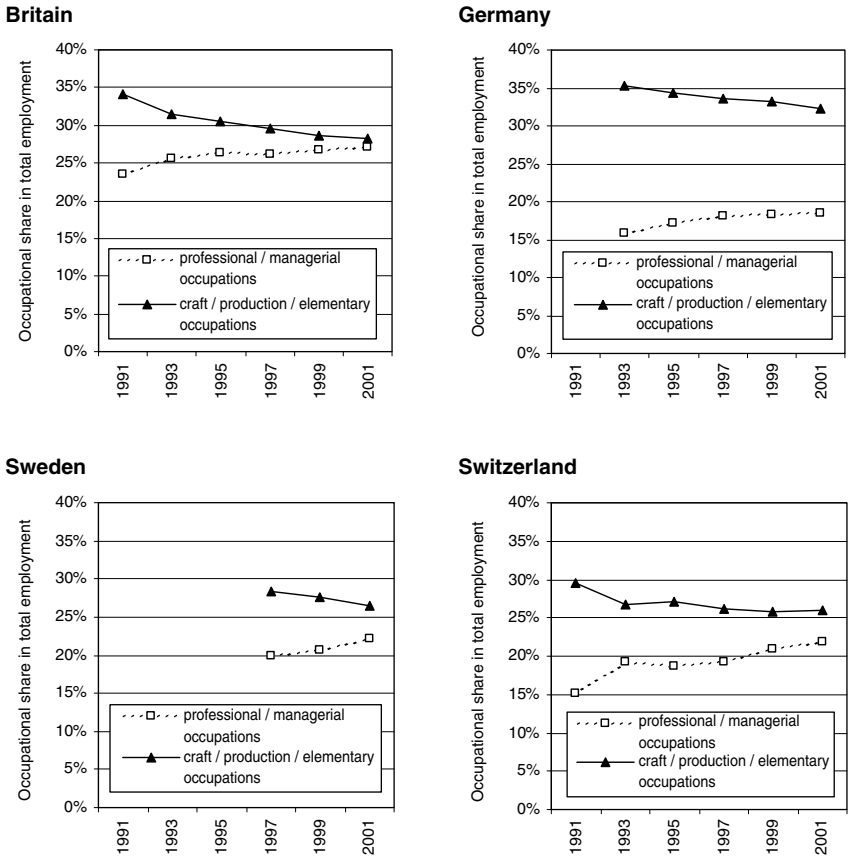 Britain
Occupational share in total employment
40%
35%
30%
25%
20%
15%
10%
5%
0%
professional / managerial
occupations
craft / production / elementary
occupations
1991
1993
1995
1997
1999
2001
Germany
Occupational share in total employment
40%
35%
30%
25%
20%
15%
10%
5%
0%
professional / managerial
occupations
craft / production / elementary
occupations
1991
1993
1995
1997
1999
2001
Sweden
Occupational share in total employment
40%
35%
30%
25%
20%
15%
10%
5%
0%
professional / managerial
occupations
craft / production / elementary
occupations
1991
1993
1995
1997
1999
2001
Switzerland
Occupational share in total employment
40%
35%
30%
25%
20%
15%
10%
5%
0%
professional / managerial
occupations
craft / production / elementary
occupations
1991
1993
1995
1997
1999
2001